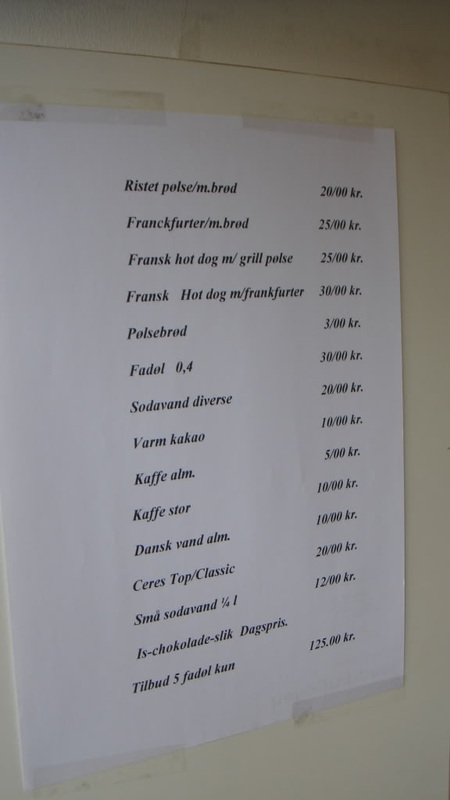 Ristet pølse/m.brød 20/00 kr.
Franckfurter/m.brød 25/00 kr.
Fransk hot dog m/ grill pølse 25/00 kr.
Fransk Hot dog m/frankfurter 30/00 kr.
Pølsebrød 3/00 kr.
Fadøl 0,4 30/00 kr.
Sodavand diverse 20/00 kr.
Varm kakao 10/00 kr.
Kaffe alm. 5/00 kr.
Kaffe stor 10/00 kr.
Dansk vand alm. 10/00 kr.
Ceres Top/Classic 20/00 kr.
Små sodavand ¼ l 12/00 kr.
Is-chokolade-slik Dagspris.
Tilbud 5 fadøl kun 125.00 kr.